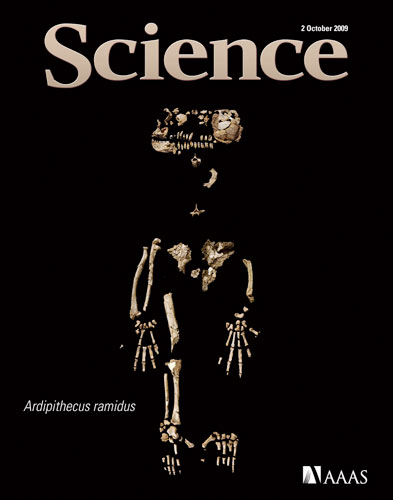 2 October 2009
Science
Ardipithecus ramidus
AAAS